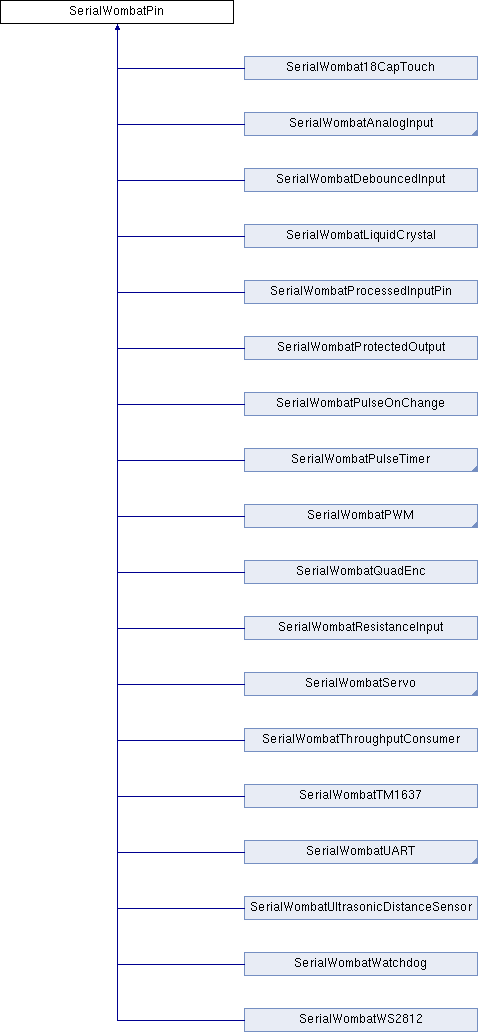 SerialWombatPin
SerialWombat18CapTouch
SerialWombatAnalogInput
SerialWombatDebouncedInput
SerialWombatLiquidCrystal
SerialWombatProcessedInputPin
SerialWombatProtectedOutput
SerialWombatPulseOnChange
SerialWombatPulseTimer
SerialWombatPWM
SerialWombatQuadEnc
SerialWombatResistanceInput
SerialWombatServo
SerialWombatThroughputConsumer
SerialWombatTM1637
SerialWombatUART
SerialWombatUltrasonicDistanceSensor
SerialWombatWatchdog
SerialWombatWS2812